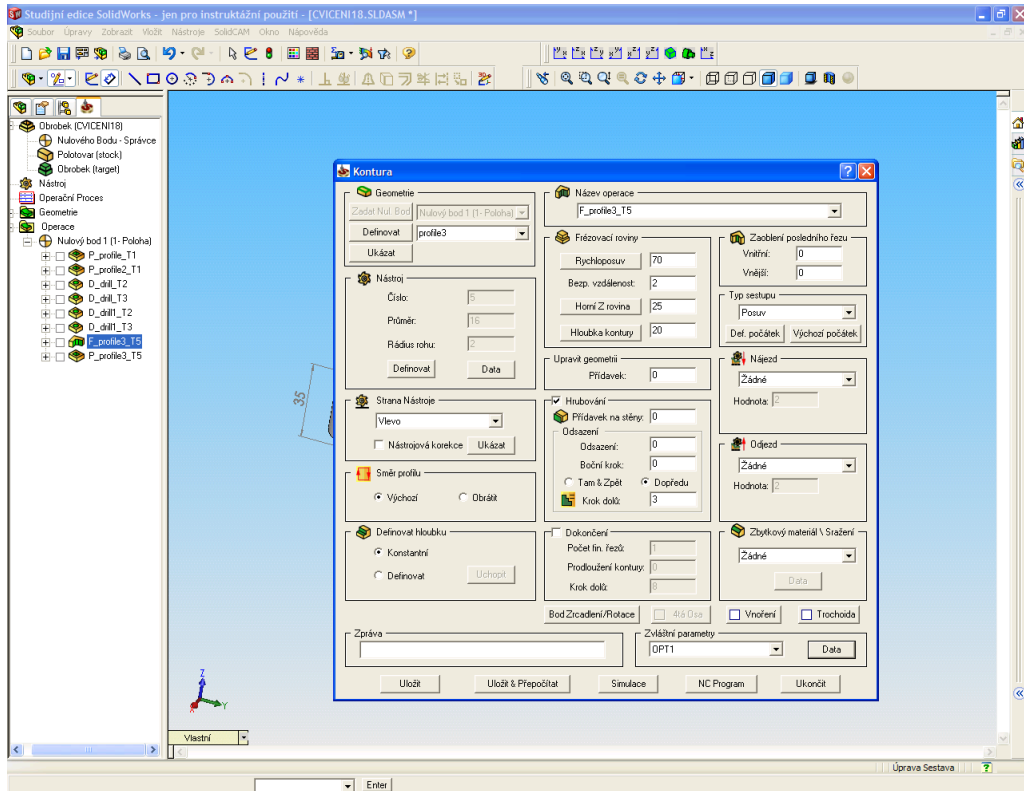 Studijní edice SolidWorks - jen pro instruktážní použití - [CVICENI18.SLDASM *]
Soubor Úpravy Zobrazit Vložit Nástroje SolidCAM Okno Nápověda
Obrobek (CVICENI18)
Nulového Bodu - Správce
Polotovar (stock)
Obrobek (target)
Nástroj
Operační Proces
Geometrie
Operace
Nulový bod 1 (1- Poloha)
P_profile_T1
P_profile2_T1
D_drill_T2
D_drill_T3
D_drill1_T2
D_drill1_T3
F_profile3_T5
P_profile3_T5
35
Z
Y
Vlastní
Kontura
Geometrie
Zadat Nul. Bod Nulový bod 1 (1- Poloha)
Definovat profile3
Ukázat
Nástroj
Číslo: 5
Průměr: 16
Rádius rohu: 2
Definovat Data
Strana Nástroje
Vlevo
Nástrojová korekce Ukázat
Směr profilu
Výchozí Obrátit
Definovat hloubku
Konstantní
Definovat Uchopit
Název operace
F_profile3_T5
Frézovací roviny
Rychloposuv 70
Bezp. vzdálenost: 2
Horní Z rovina 25
Hloubka kontury 20
Upravit geometrii
Přídavek: 0
Hrubování
Přídavek na stěny: 0
Odsazení
Odsazení: 0
Boční krok: 0
Tam & Zpět Dopředu
Krok dolů: 3
Dokončení
Počet fin. řezů: 1
Prodloužení kontury: 0
Krok dolů: 8
Zaoblení posledního řezu
Vnitřní: 0
Vnější: 0
Typ sestupu
Posuv
Def. počátek Výchozí počátek
Nájezd
Žádné
Hodnota: 2
Odjezd
Žádné
Hodnota: 2
Zbytkový materiál \ Sražení
Žádné
Data
Bod Zrcadlení/Rotace 4tá Osa Vnoření Trochoida
Zpráva
Zvláštní parametry
OPT1 Data
Uložit Uložit & Přepočítat Simulace NC Program Ukončit
Úprava Sestava
Enter